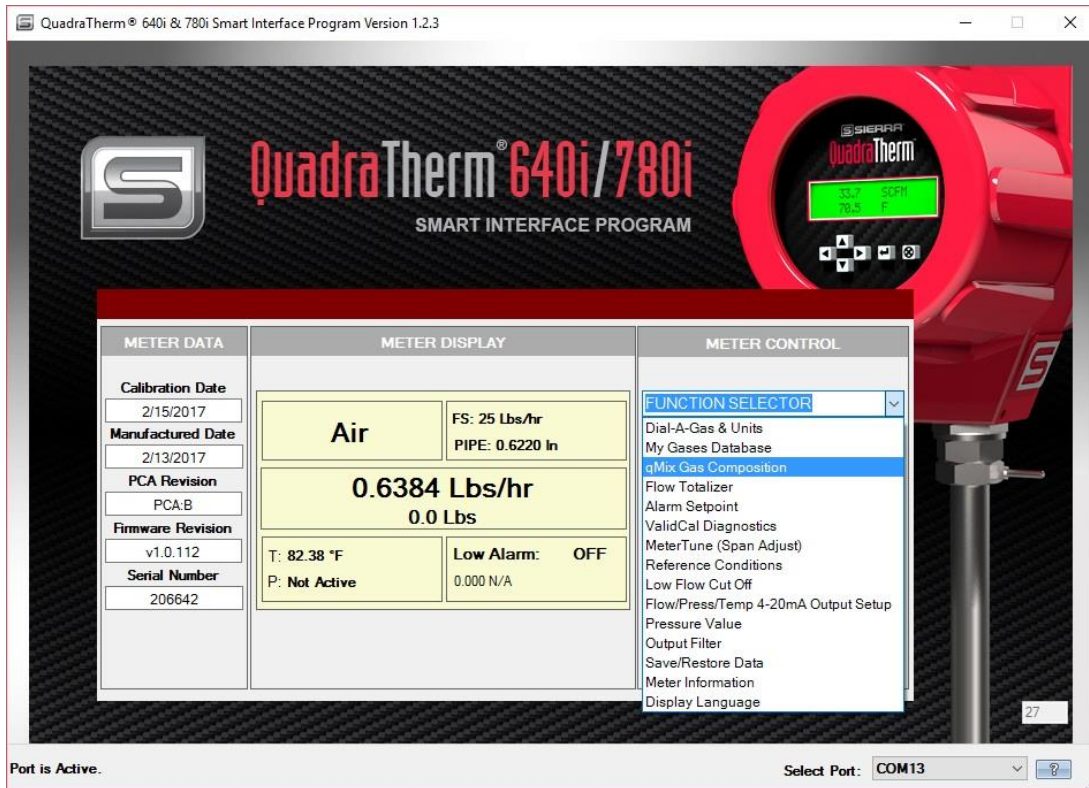 QuadraTherm® 640i & 780i Smart Interface Program Version 1.2.3
QuadraTherm® 640i/780i
SMART INTERFACE PROGRAM
SIERRA
QuadraTherm
33.7 SCFM
70.5 F
METER DATA
Calibration Date
2/15/2017
Manufactured Date
2/13/2017
PCA Revision
PCA:B
Firmware Revision
v1.0.112
Serial Number
206642
METER DISPLAY
Air
FS: 25 Lbs/hr
PIPE: 0.6220 In
0.6384 Lbs/hr
0.0 Lbs
T: 82.38 °F
P: Not Active
Low Alarm: OFF
0.000 N/A
METER CONTROL
FUNCTION SELECTOR
Dial-A-Gas & Units
My Gases Database
qMix Gas Composition
Flow Totalizer
Alarm Setpoint
ValidCal Diagnostics
MeterTune (Span Adjust)
Reference Conditions
Low Flow Cut Off
Flow/Press/Temp 4-20mA Output Setup
Pressure Value
Output Filter
Save/Restore Data
Meter Information
Display Language
27
Port is Active.
Select Port: COM13
?